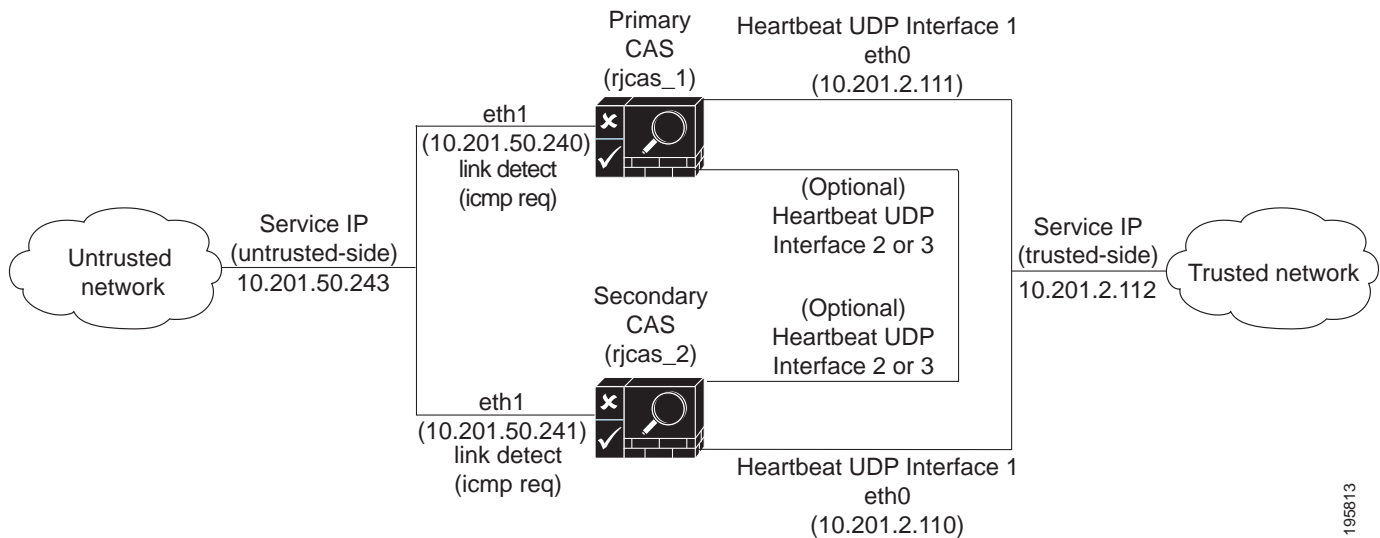 Primary
CAS
(rjcas_1)
Heartbeat UDP Interface 1
eth0
(10.201.2.111)
eth1
(10.201.50.240)
link detect
(icmp req)
(Optional)
Heartbeat UDP
Interface 2 or 3
Untrusted
network
Service IP
(untrusted-side)
10.201.50.243
Service IP
(trusted-side)
10.201.2.112
Trusted network
Secondary
CAS
(rjcas_2)
(Optional)
Heartbeat UDP
Interface 2 or 3
eth1
(10.201.50.241)
link detect
(icmp req)
Heartbeat UDP Interface 1
eth0
(10.201.2.110)
195813